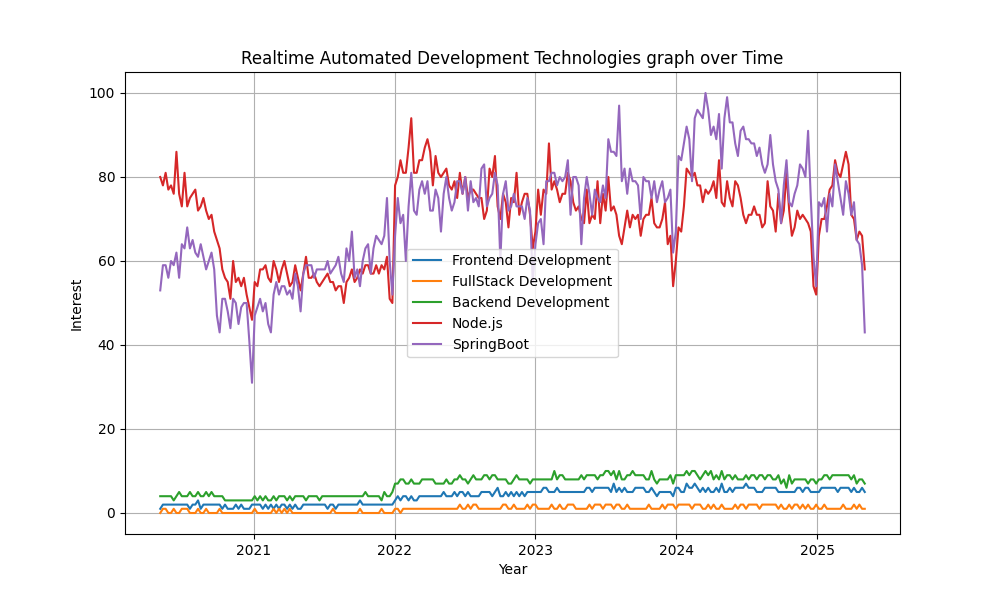 Realtime Automated Development Technologies graph over Time
100
80
60
40
20
0
Interest
Frontend Development
FullStack Development
Backend Development
Node.js
SpringBoot
2021
2022
2023
2024
2025
Year